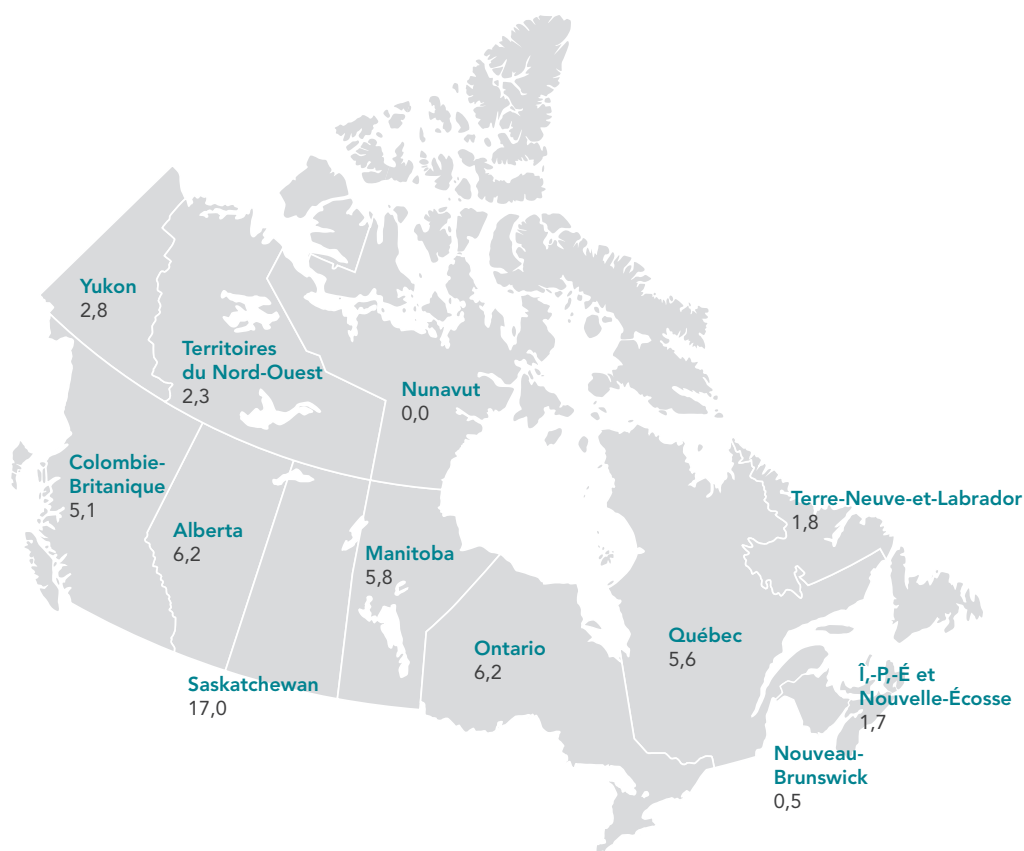 Yukon
2,8
Territoires
du Nord-Ouest
2,3
Nunavut
0,0
Colombie-
Britanique
5,1
Alberta
6,2
Saskatchewan
17,0
Manitoba
5,8
Ontario
6,2
Québec
5,6
Terre-Neuve-et-Labrador
1,8
Î,-P,-É et
Nouvelle-Écosse
1,7
Nouveau-
Brunswick
0,5